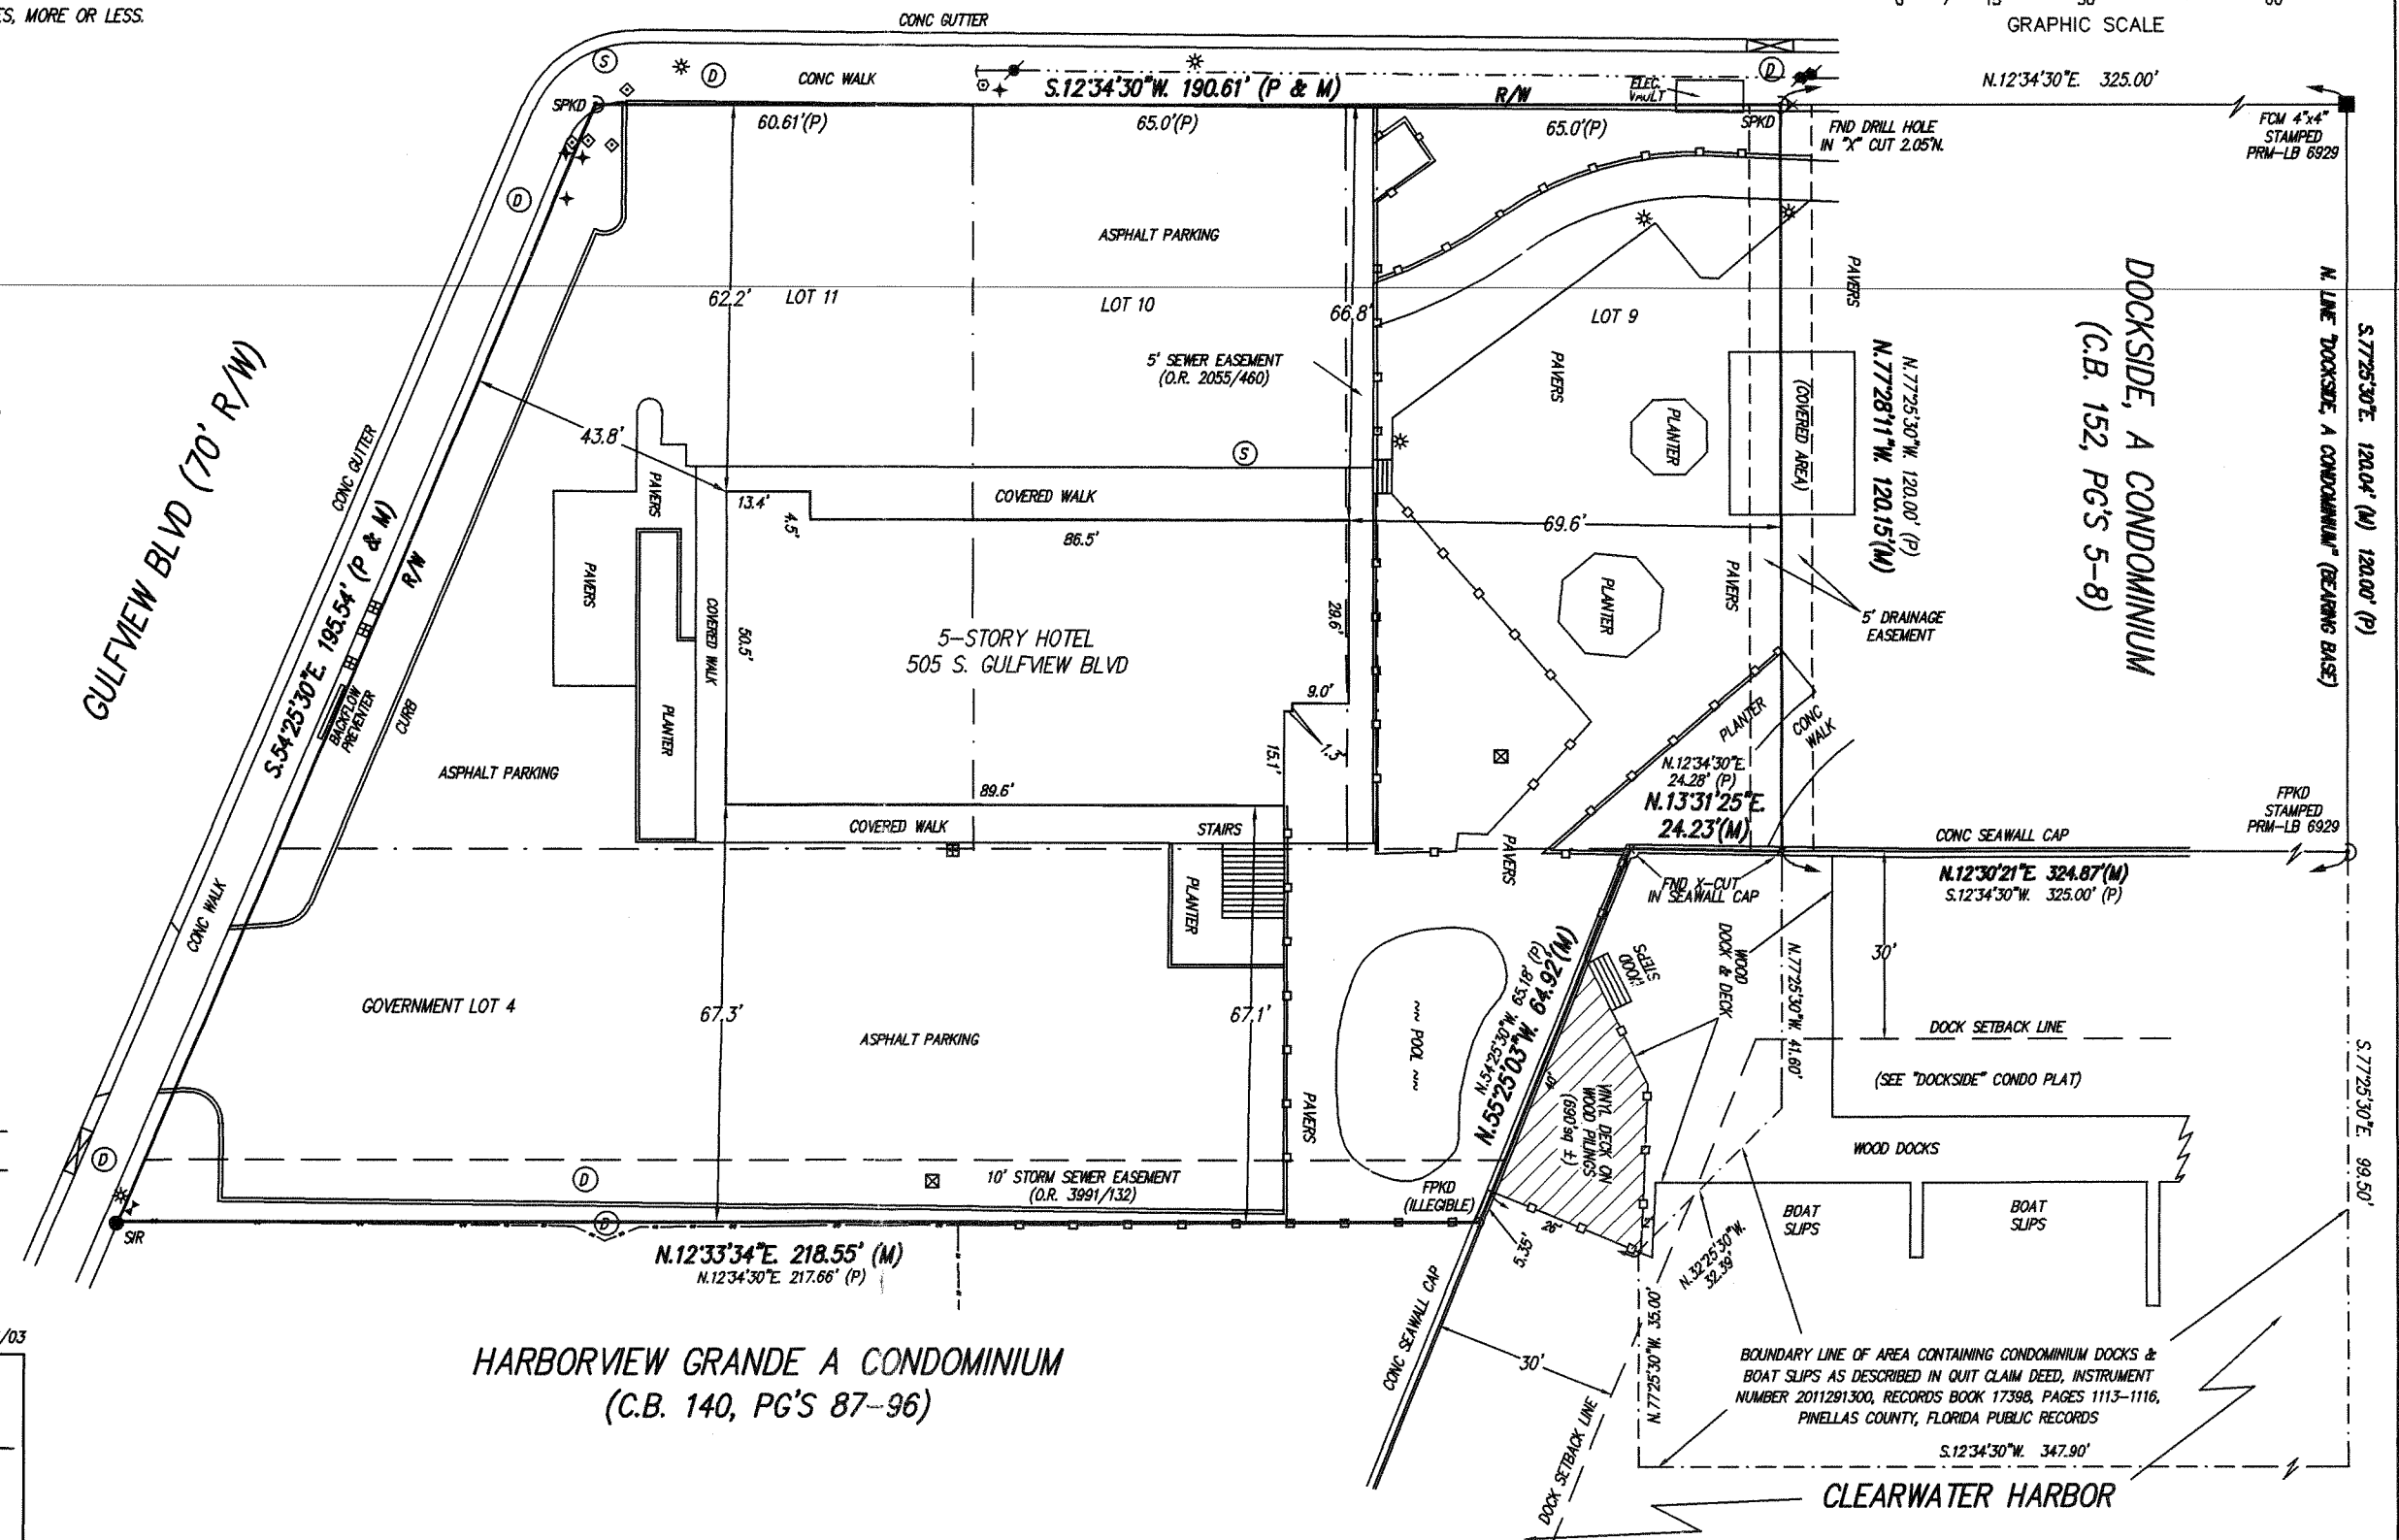 ES, MORE OR LESS.
CONC GUTTER
GRAPHIC SCALE
S
D
CONC WALK
D
SPKD
S.12°34'30"W. 190.61' (P & M)
R/W
ELEC. VAULT
N.12°34'30"E. 325.00'
60.61'(P)
65.0'(P)
65.0'(P)
SPKD
FND DRILL HOLE
IN "X" CUT 2.05'N.
FCM 4"x4"
STAMPED
PRM-LB 6929
D
ASPHALT PARKING
62.2'
LOT 11
LOT 10
66.8'
LOT 9
PAVERS
5' SEWER EASEMENT
(O.R. 2055/460)
PAVERS
PLANTER
(COVERED AREA)
N.77°25'30"W. 120.00' (P)
N.77°28'11"W. 120.15'(M)
DOCKSIDE, A CONDOMINIUM
(C.B. 152, PG'S 5-8)
N. LINE "DOCKSIDE, A CONDOMINIUM" (BEARING BASE)
S.77°25'30"E. 120.04' (M) 120.00' (P)
GULFVIEW BLVD (70' R/W)
CONC GUTTER
43.8'
S
PAVERS
COVERED WALK
13.4'
4.5'
86.5'
69.6'
S.54°25'30"E. 195.54' (P & M)
R/W
PAVERS
COVERED WALK
50.5'
5-STORY HOTEL
505 S. GULFVIEW BLVD
29.6'
PLANTER
PAVERS
5' DRAINAGE
EASEMENT
BACKFLOW
PREVENTER
CURB
PLANTER
9.0'
1.3'
15.1'
PLANTER
CONC
WALK
ASPHALT PARKING
89.6'
N.12°34'30"E.
24.28' (P)
N.13°31'25"E.
24.23'(M)
FPKD
STAMPED
PRM-LB 6929
COVERED WALK
STAIRS
PAVERS
CONC SEAWALL CAP
CONC WALK
PLANTER
FND X-CUT
IN SEAWALL CAP
N.12°30'21"E. 324.87'(M)
S.12°34'30"W. 325.00' (P)
WOOD
STEPS
WOOD
DOCK & DECK
30'
N.77°25'30"W. 41.60'
GOVERNMENT LOT 4
67.3'
67.1'
ASPHALT PARKING
~~ POOL ~~
N.54°25'30"W. 65.18' (P)
N.55°25'03"W. 64.92'(M)
DOCK SETBACK LINE
(SEE "DOCKSIDE" CONDO PLAT)
S.77°25'30"E. 99.50'
PAVERS
40'
VINYL DECK ON
WOOD PILINGS
(690'sq ±)
WOOD DOCKS
D
D
10' STORM SEWER EASEMENT
(O.R. 3991/132)
FPKD
(ILLEGIBLE)
BOAT
SLIPS
BOAT
SLIPS
SIR
D
5.35'
26'
2'
N.32°25'30"W.
32.39'
N.12°33'34"E. 218.55' (M)
N.12°34'30"E. 217.66' (P)
/03
CONC SEAWALL CAP
30'
N.77°25'30"W. 35.00'
HARBORVIEW GRANDE A CONDOMINIUM
(C.B. 140, PG'S 87-96)
BOUNDARY LINE OF AREA CONTAINING CONDOMINIUM DOCKS &
BOAT SLIPS AS DESCRIBED IN QUIT CLAIM DEED, INSTRUMENT
NUMBER 2011291300, RECORDS BOOK 17398, PAGES 1113-1116,
PINELLAS COUNTY, FLORIDA PUBLIC RECORDS
S.12°34'30"W. 347.90'
DOCK SETBACK LINE
CLEARWATER HARBOR